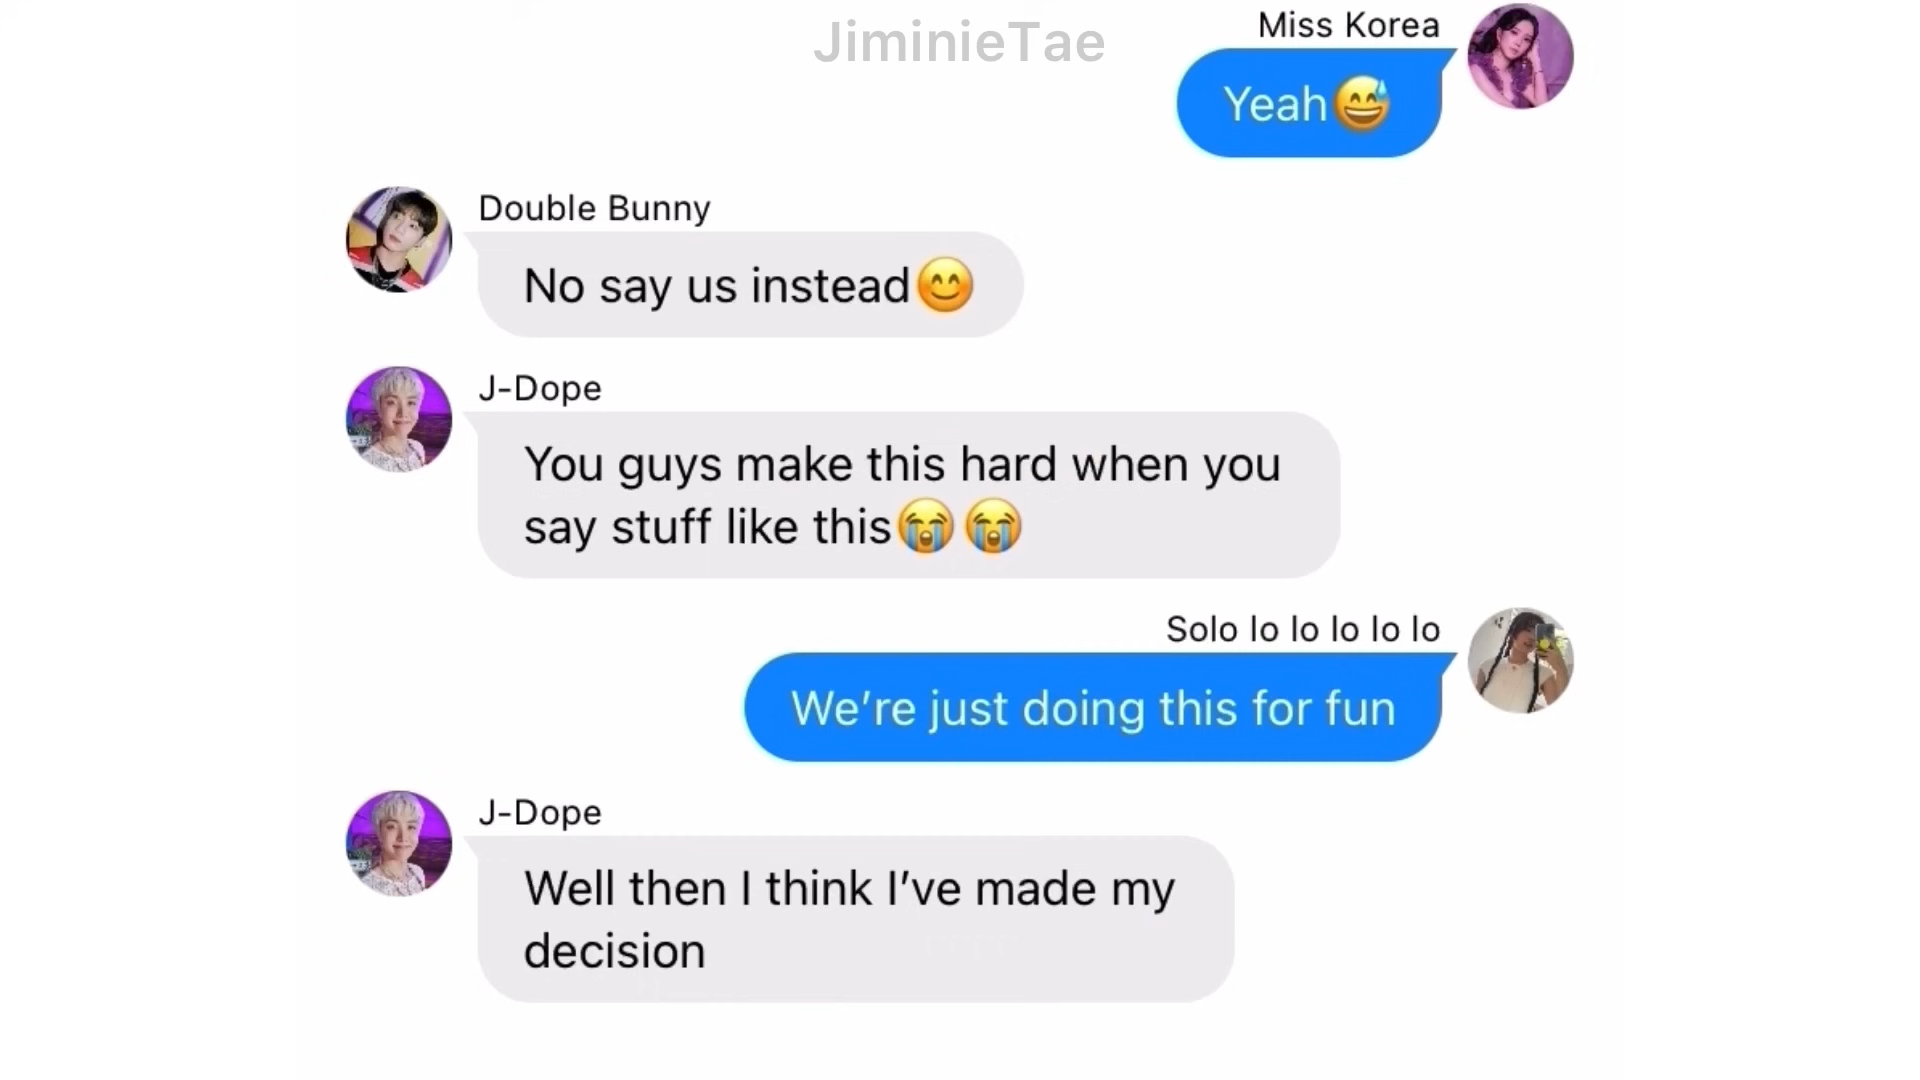 JiminieTae
Miss Korea
Yeah😅
Double Bunny
No say us instead😊
J-Dope
You guys make this hard when you
say stuff like this😭😭
Solo lo lo lo lo lo
We’re just doing this for fun
J-Dope
Well then I think I’ve made my
decision